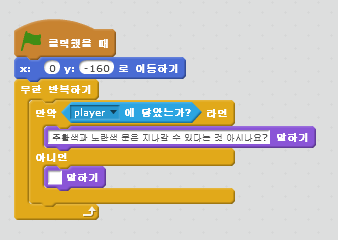 클릭했을 때
x: 0 y: -160 로 이동하기
무한 반복하기
만약 player 에 닿았는가? 라면
주황색과 노란색 문은 지나갈 수 있다는 것 아시나요? 말하기
아니면
말하기